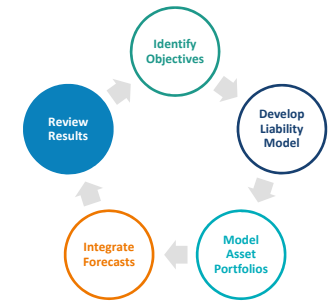 Identify
Objectives
Develop
Liability
Model
Model
Asset
Portfolios
Integrate
Forecasts
Review
Results